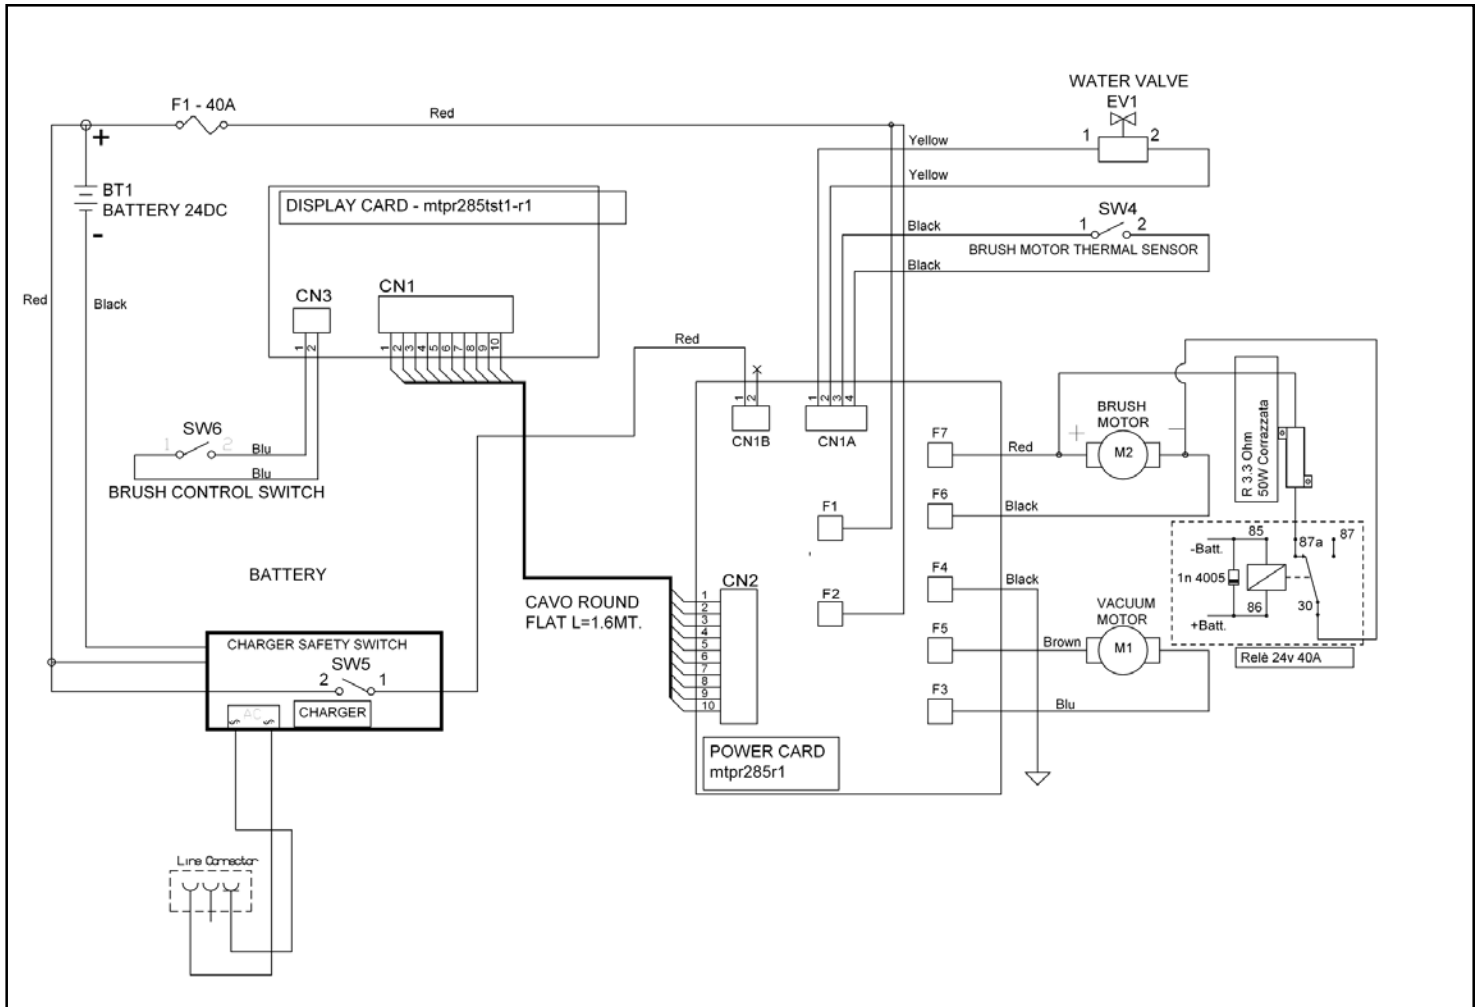 WATER VALVE
EV1
F1 - 40A
Red
1 2
Yellow
+
Yellow
BT1
BATTERY 24DC
DISPLAY CARD - mtpr285tst1-r1
SW4
1 2
Black
BRUSH MOTOR THERMAL SENSOR
-
Black
CN1
CN3
Red
Black
Red
1 2
1 2 3 4 5 6 7 8 9 10
1 2
1 2 3 4
BRUSH
MOTOR
R 3.3 Ohm
50W Corrazzata
SW6
1 2
Blu
CN1B
CN1A
F7
Red
+
M2
-
Blu
BRUSH CONTROL SWITCH
F1
F6
Black
85
87a
87
-Batt.
BATTERY
CN2
F4
Black
1n 4005
CAVO ROUND
FLAT L=1.6MT.
1
2
3
4
5
6
7
8
9
10
F2
VACUUM
MOTOR
86
30
+Batt.
F5
Brown
M1
Relè 24v 40A
CHARGER SAFETY SWITCH
SW5
2 1
F3
Blu
AC
CHARGER
POWER CARD
mtpr285r1
Line Connector